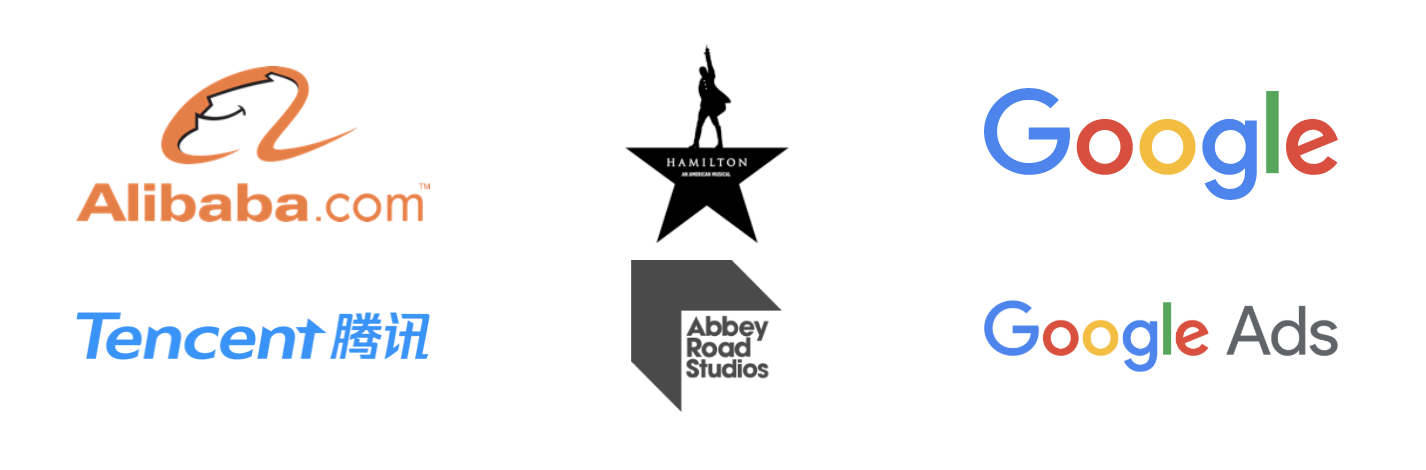 Alibaba.com™
HAMILTON
AN AMERICAN MUSICAL
Google
Tencent腾讯
Abbey
Road
Studios
Google Ads